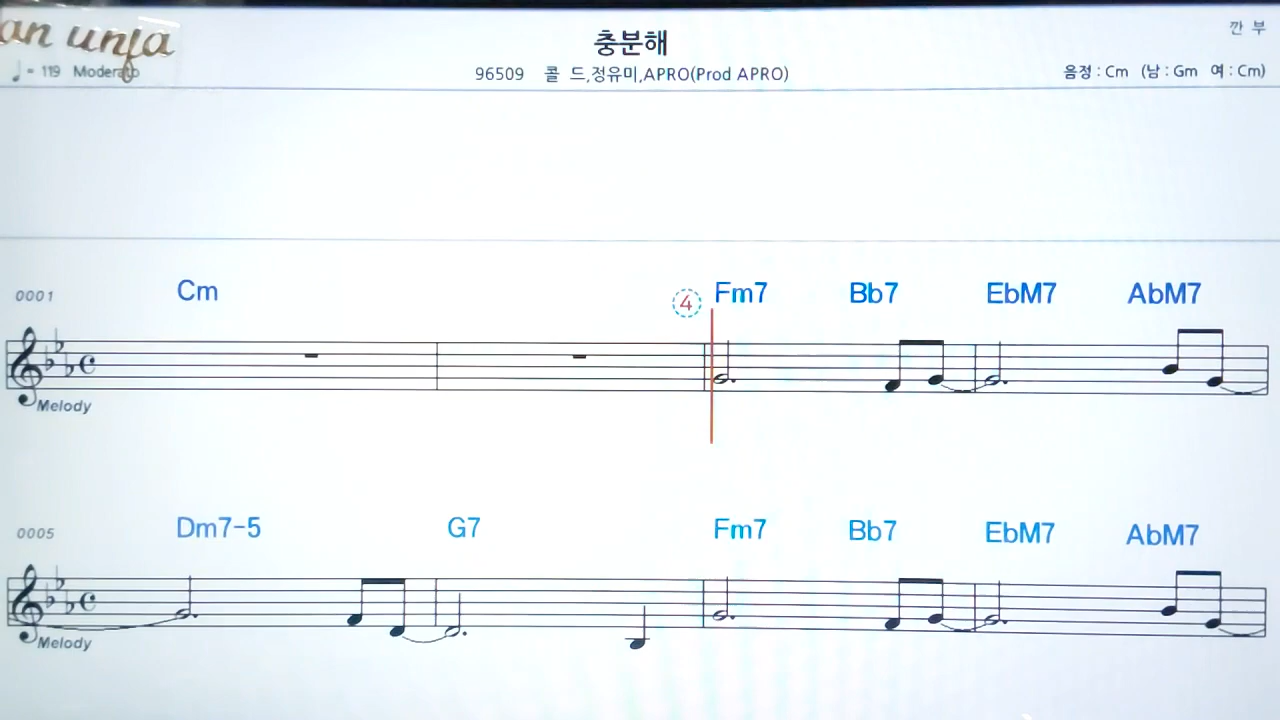 an unja
깐 부
충분해
♩= 119 Moderato
96509 콜 드,정유미,APRO(Prod APRO)
음정 : Cm (남 : Gm 여 : Cm)
0001 Cm ④ Fm7 Bb7 EbM7 AbM7
Melody
0005 Dm7-5 G7 Fm7 Bb7 EbM7 AbM7
Melody